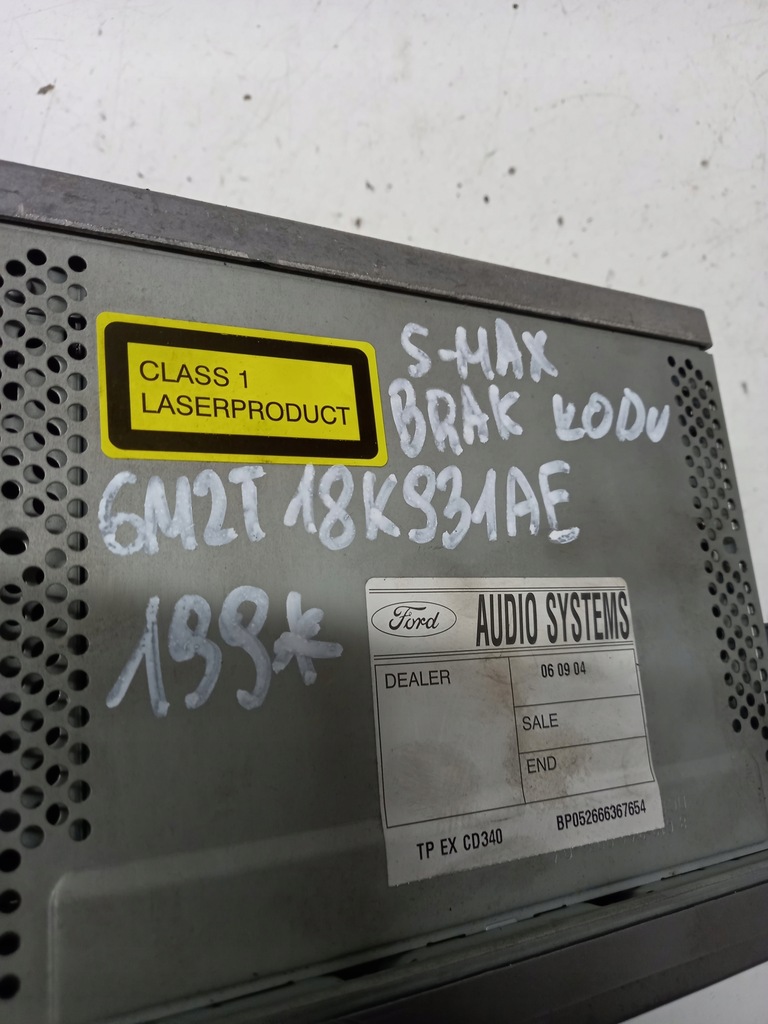 S-MAX
BRAK KODU
CLASS 1
LASERPRODUCT
6M2T 18K931AE
199*
Ford AUDIO SYSTEMS
DEALER
06 09 04
SALE
END
TP EX CD340
BP052666367654